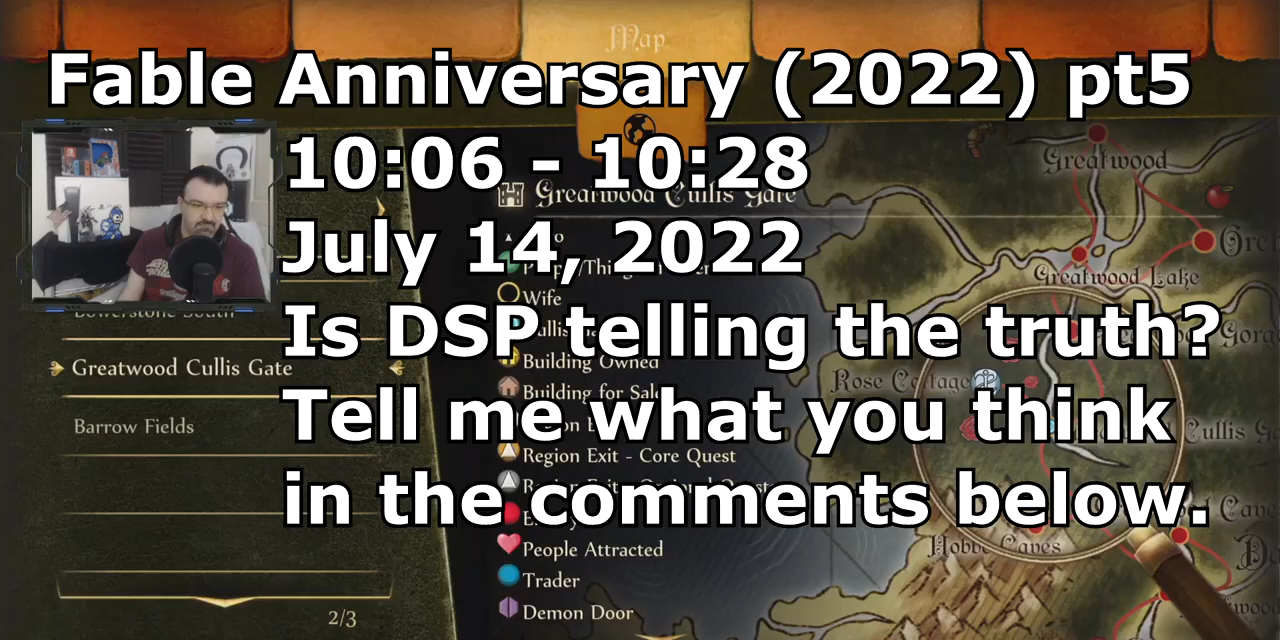 Map
Fable Anniversary (2022) pt5
10:06 - 10:28
Greatwood
Greatwood Cullis Gate
July 14, 2022
Greatwood Lake
Wife
Is DSP telling the truth?
Building Owned
Greatwood Cullis Gate
Building for Sale
Rose Cottage
Tell me what you think
Barrow Fields
Cullis
Region Exit - Core Quest
in the comments below.
People Attracted
Hobbe Caves
Trader
Demon Door
2/3